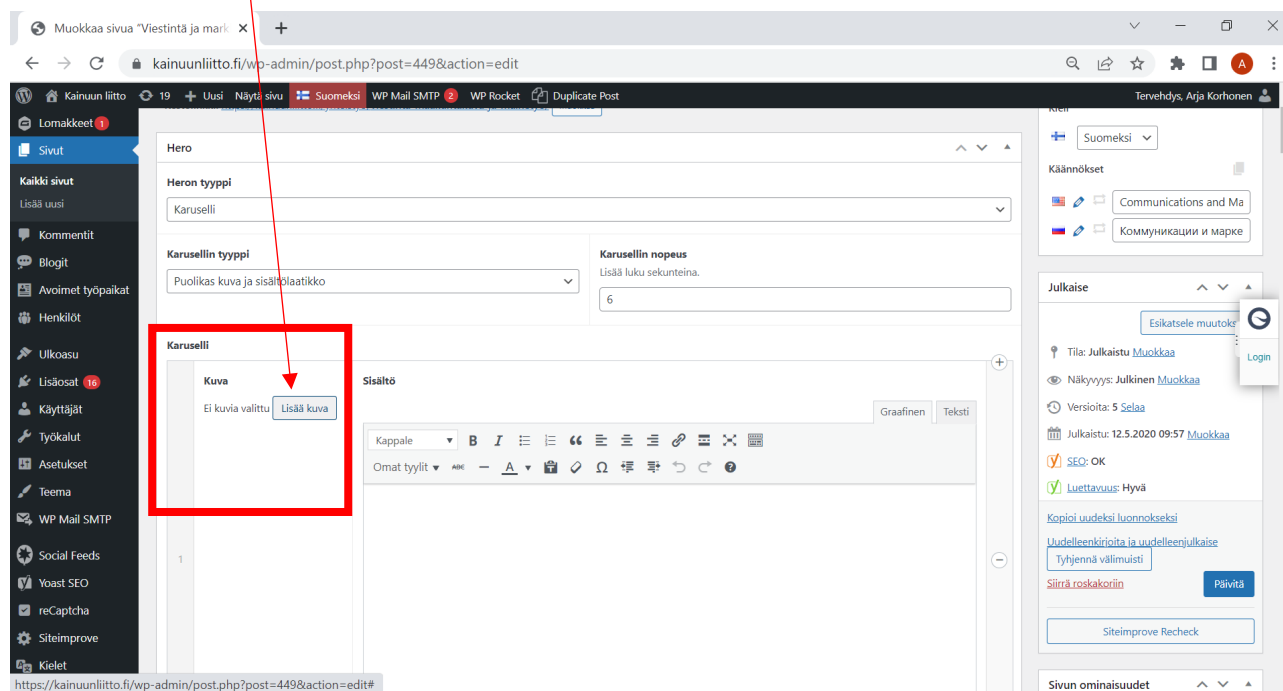 Muokkaa sivua "Viestintä ja mark
kainuunliitto.fi/wp-admin/post.php?post=449&action=edit
A
Kainuun liitto 19 Uusi Näytä sivu Suomeksi WP Mail SMTP 2 WP Rocket Duplicate Post Tervehdys, Arja Korhonen
Lomakkeet 1
Sivut
Kaikki sivut
Lisää uusi
Kommentit
Blogit
Avoimet työpaikat
Henkilöt
Ulkoasu
Lisäosat 16
Käyttäjät
Työkalut
Asetukset
Teema
WP Mail SMTP
Social Feeds
Yoast SEO
reCaptcha
Siteimprove
Kielet
https://kainuunliitto.fi/wp-admin/post.php?post=449&action=edit#
Hero
Heron tyyppi
Karuselli
Karusellin tyyppi
Puolikas kuva ja sisältölaatikko
Karusellin nopeus
Lisää luku sekunteina.
6
Karuselli
Kuva
Ei kuvia valittu Lisää kuva
Sisältö
Graafinen Teksti
Kappale B I
Omat tyylit ABC A Ω
1
Kieli
Suomeksi
Käännökset
Communications and Ma
Коммуникации и марке
Julkaise
Esikatsele muutoks
Login
Tila: Julkaistu Muokkaa
Näkyvyys: Julkinen Muokkaa
Versioita: 5 Selaa
Julkaistu: 12.5.2020 09:57 Muokkaa
SEO: OK
Luettavuus: Hyvä
Kopioi uudeksi luonnokseksi
Uudelleenkirjoita ja uudelleenjulkaise
Tyhjennä välimuisti
Siirrä roskakoriin
Päivitä
Siteimprove Recheck
Sivun ominaisuudet